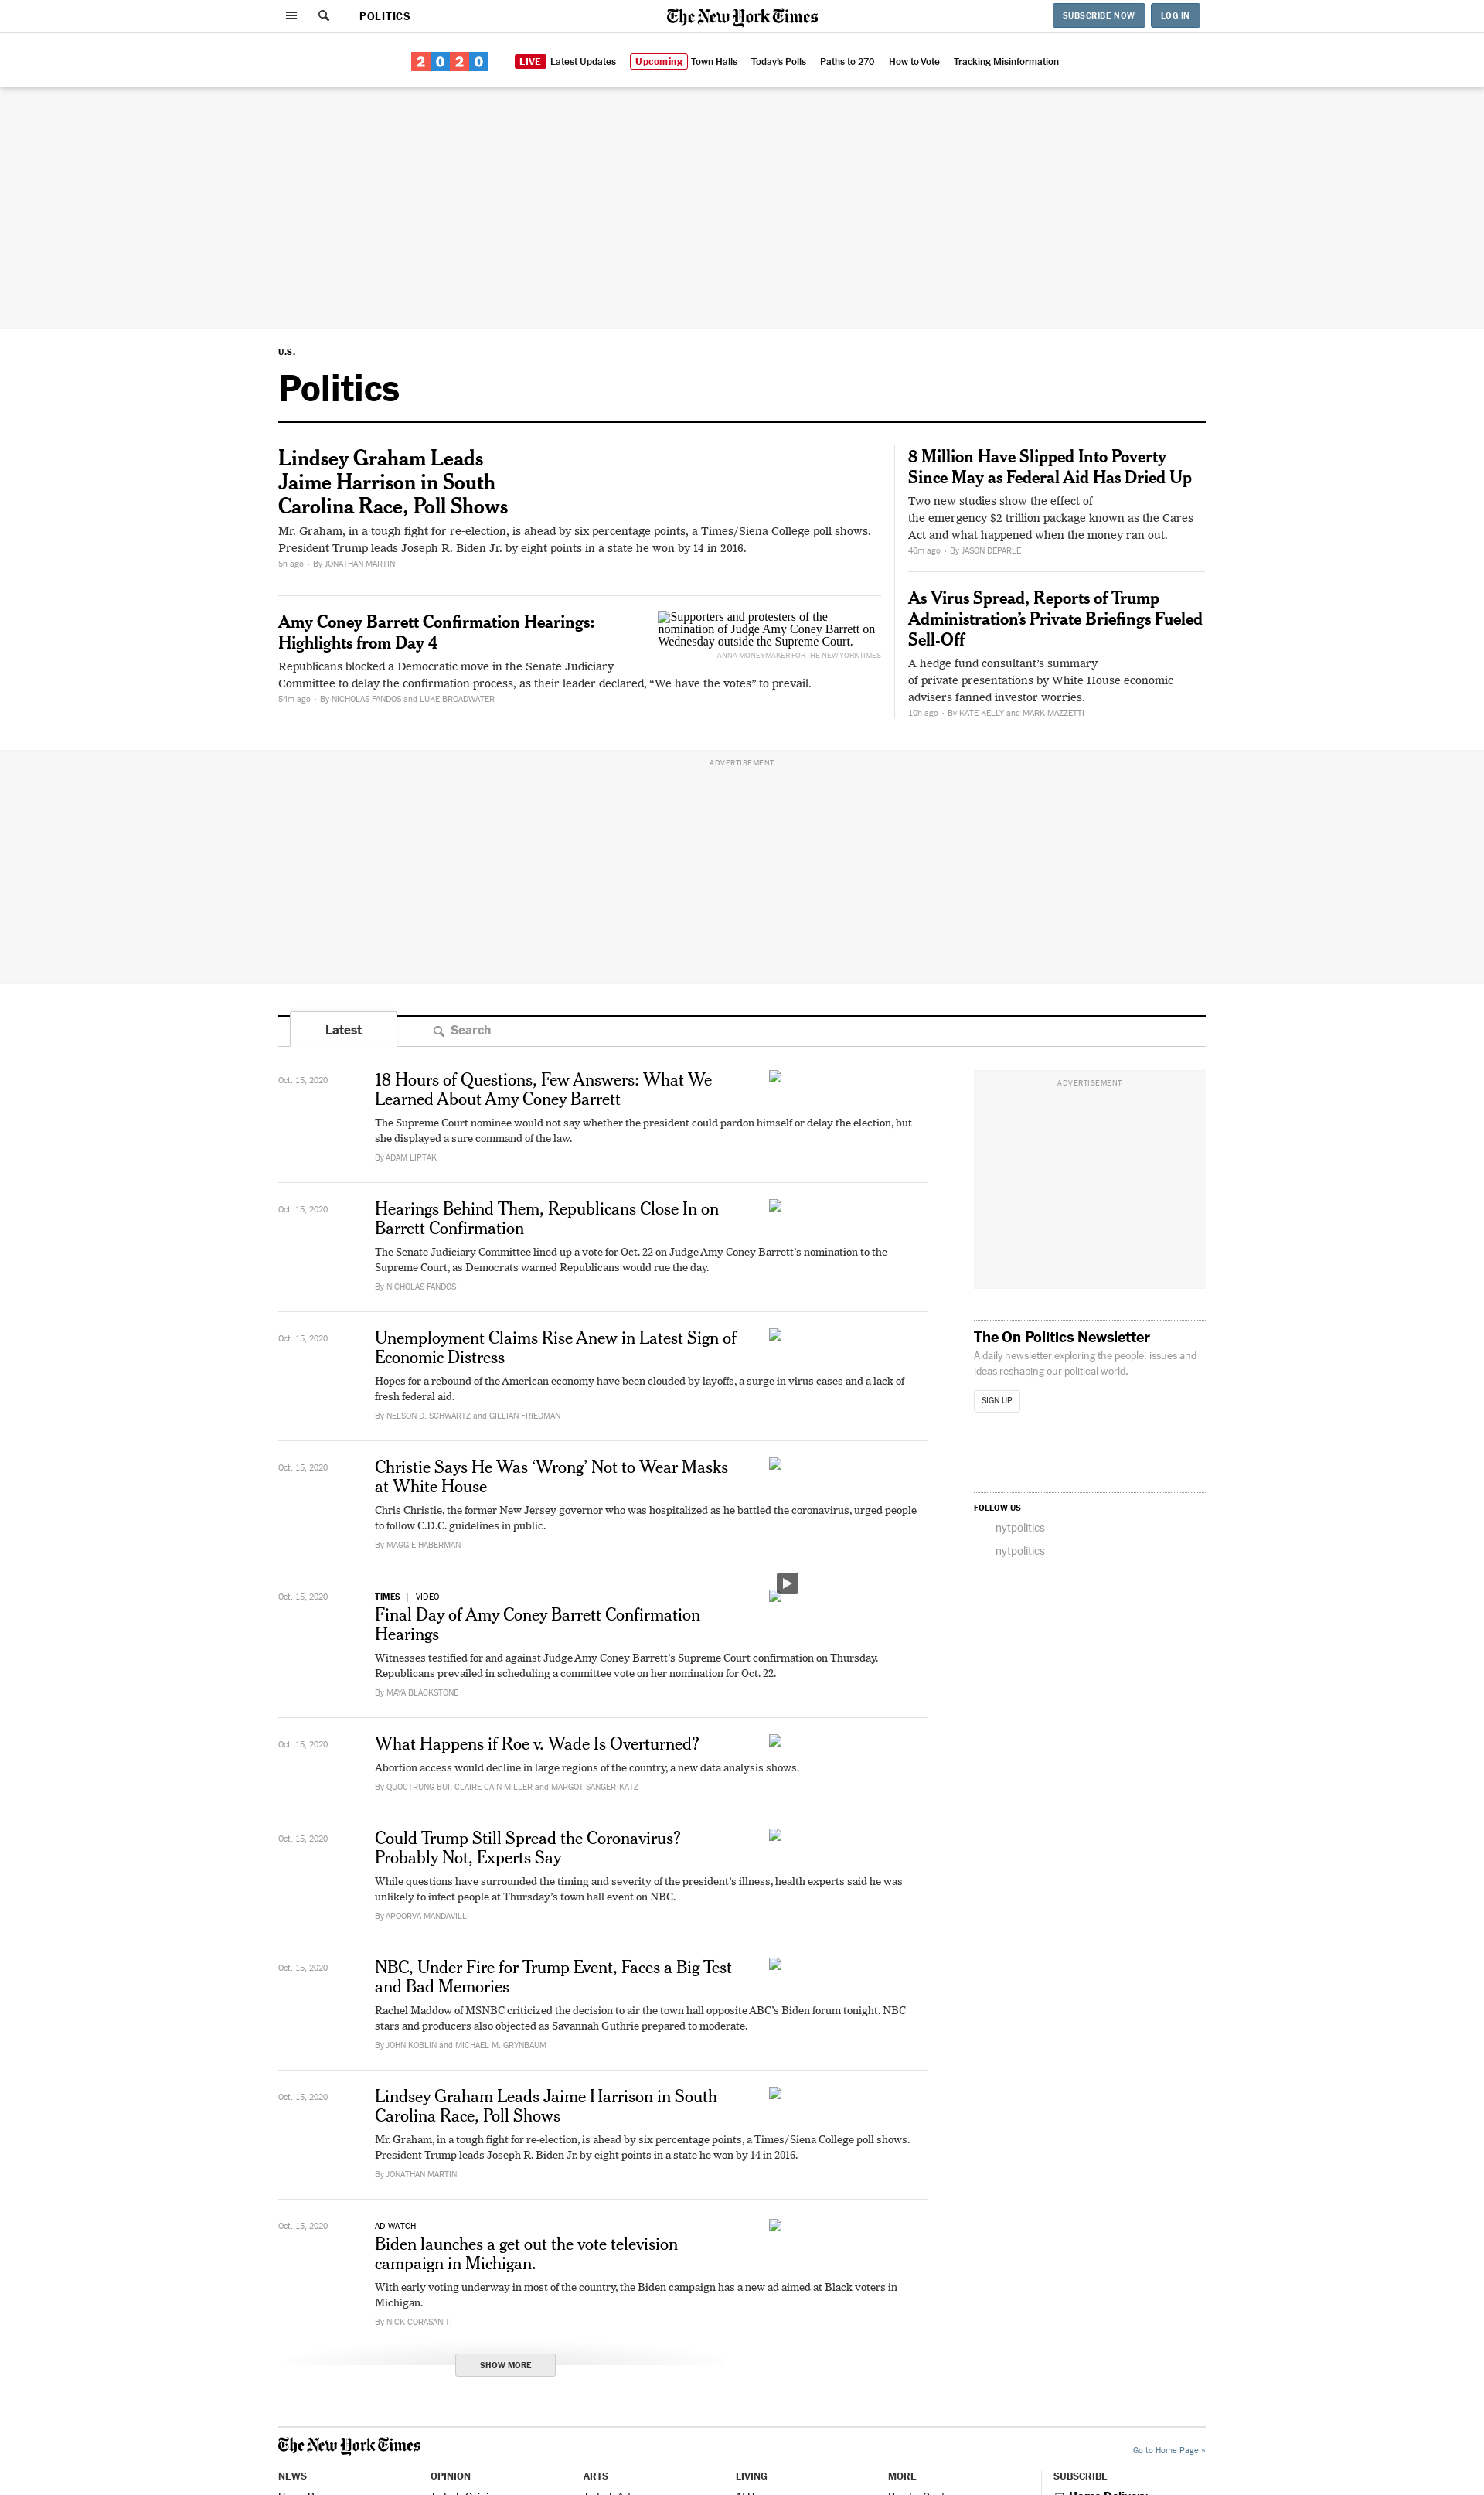 POLITICS
The New York Times
SUBSCRIBE NOW
LOG IN
2020
LIVE Latest Updates
Upcoming Town Halls
Today's Polls
Paths to 270
How to Vote
Tracking Misinformation
U.S.
Politics
Lindsey Graham Leads
Jaime Harrison in South
Carolina Race, Poll Shows
Mr. Graham, in a tough fight for re-election, is ahead by six percentage points, a Times/Siena College poll shows.
President Trump leads Joseph R. Biden Jr. by eight points in a state he won by 14 in 2016.
5h ago • By JONATHAN MARTIN
Amy Coney Barrett Confirmation Hearings:
Highlights from Day 4
Supporters and protesters of the
nomination of Judge Amy Coney Barrett on
Wednesday outside the Supreme Court.
ANNA MONEYMAKER FOR THE NEW YORK TIMES
Republicans blocked a Democratic move in the Senate Judiciary
Committee to delay the confirmation process, as their leader declared, “We have the votes” to prevail.
54m ago • By NICHOLAS FANDOS and LUKE BROADWATER
8 Million Have Slipped Into Poverty
Since May as Federal Aid Has Dried Up
Two new studies show the effect of
the emergency $2 trillion package known as the Cares
Act and what happened when the money ran out.
46m ago • By JASON DEPARLE
As Virus Spread, Reports of Trump
Administration’s Private Briefings Fueled
Sell-Off
A hedge fund consultant’s summary
of private presentations by White House economic
advisers fanned investor worries.
10h ago • By KATE KELLY and MARK MAZZETTI
ADVERTISEMENT
Latest
Search
Oct. 15, 2020
18 Hours of Questions, Few Answers: What We
Learned About Amy Coney Barrett
The Supreme Court nominee would not say whether the president could pardon himself or delay the election, but
she displayed a sure command of the law.
By ADAM LIPTAK
Oct. 15, 2020
Hearings Behind Them, Republicans Close In on
Barrett Confirmation
The Senate Judiciary Committee lined up a vote for Oct. 22 on Judge Amy Coney Barrett’s nomination to the
Supreme Court, as Democrats warned Republicans would rue the day.
By NICHOLAS FANDOS
Oct. 15, 2020
Unemployment Claims Rise Anew in Latest Sign of
Economic Distress
Hopes for a rebound of the American economy have been clouded by layoffs, a surge in virus cases and a lack of
fresh federal aid.
By NELSON D. SCHWARTZ and GILLIAN FRIEDMAN
Oct. 15, 2020
Christie Says He Was ‘Wrong’ Not to Wear Masks
at White House
Chris Christie, the former New Jersey governor who was hospitalized as he battled the coronavirus, urged people
to follow C.D.C. guidelines in public.
By MAGGIE HABERMAN
Oct. 15, 2020
TIMES | VIDEO
Final Day of Amy Coney Barrett Confirmation
Hearings
Witnesses testified for and against Judge Amy Coney Barrett’s Supreme Court confirmation on Thursday.
Republicans prevailed in scheduling a committee vote on her nomination for Oct. 22.
By MAYA BLACKSTONE
Oct. 15, 2020
What Happens if Roe v. Wade Is Overturned?
Abortion access would decline in large regions of the country, a new data analysis shows.
By QUOCTRUNG BUI, CLAIRE CAIN MILLER and MARGOT SANGER-KATZ
Oct. 15, 2020
Could Trump Still Spread the Coronavirus?
Probably Not, Experts Say
While questions have surrounded the timing and severity of the president’s illness, health experts said he was
unlikely to infect people at Thursday’s town hall event on NBC.
By APOORVA MANDAVILLI
Oct. 15, 2020
NBC, Under Fire for Trump Event, Faces a Big Test
and Bad Memories
Rachel Maddow of MSNBC criticized the decision to air the town hall opposite ABC’s Biden forum tonight. NBC
stars and producers also objected as Savannah Guthrie prepared to moderate.
By JOHN KOBLIN and MICHAEL M. GRYNBAUM
Oct. 15, 2020
Lindsey Graham Leads Jaime Harrison in South
Carolina Race, Poll Shows
Mr. Graham, in a tough fight for re-election, is ahead by six percentage points, a Times/Siena College poll shows.
President Trump leads Joseph R. Biden Jr. by eight points in a state he won by 14 in 2016.
By JONATHAN MARTIN
Oct. 15, 2020
AD WATCH
Biden launches a get out the vote television
campaign in Michigan.
With early voting underway in most of the country, the Biden campaign has a new ad aimed at Black voters in
Michigan.
By NICK CORASANITI
SHOW MORE
ADVERTISEMENT
The On Politics Newsletter
A daily newsletter exploring the people, issues and
ideas reshaping our political world.
SIGN UP
FOLLOW US
nytpolitics
nytpolitics
The New York Times
Go to Home Page »
NEWS
OPINION
ARTS
LIVING
MORE
SUBSCRIBE